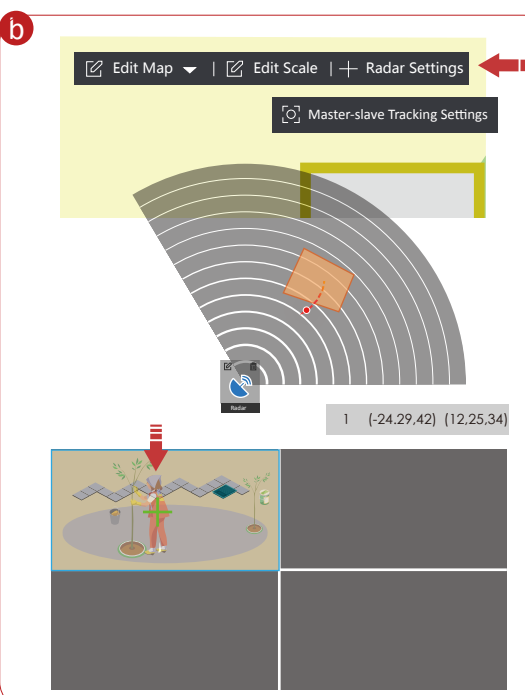 b
Edit Map | Edit Scale | Radar Settings
Master-slave Tracking Settings
Radar
1 (-24.29,42) (12,25,34)